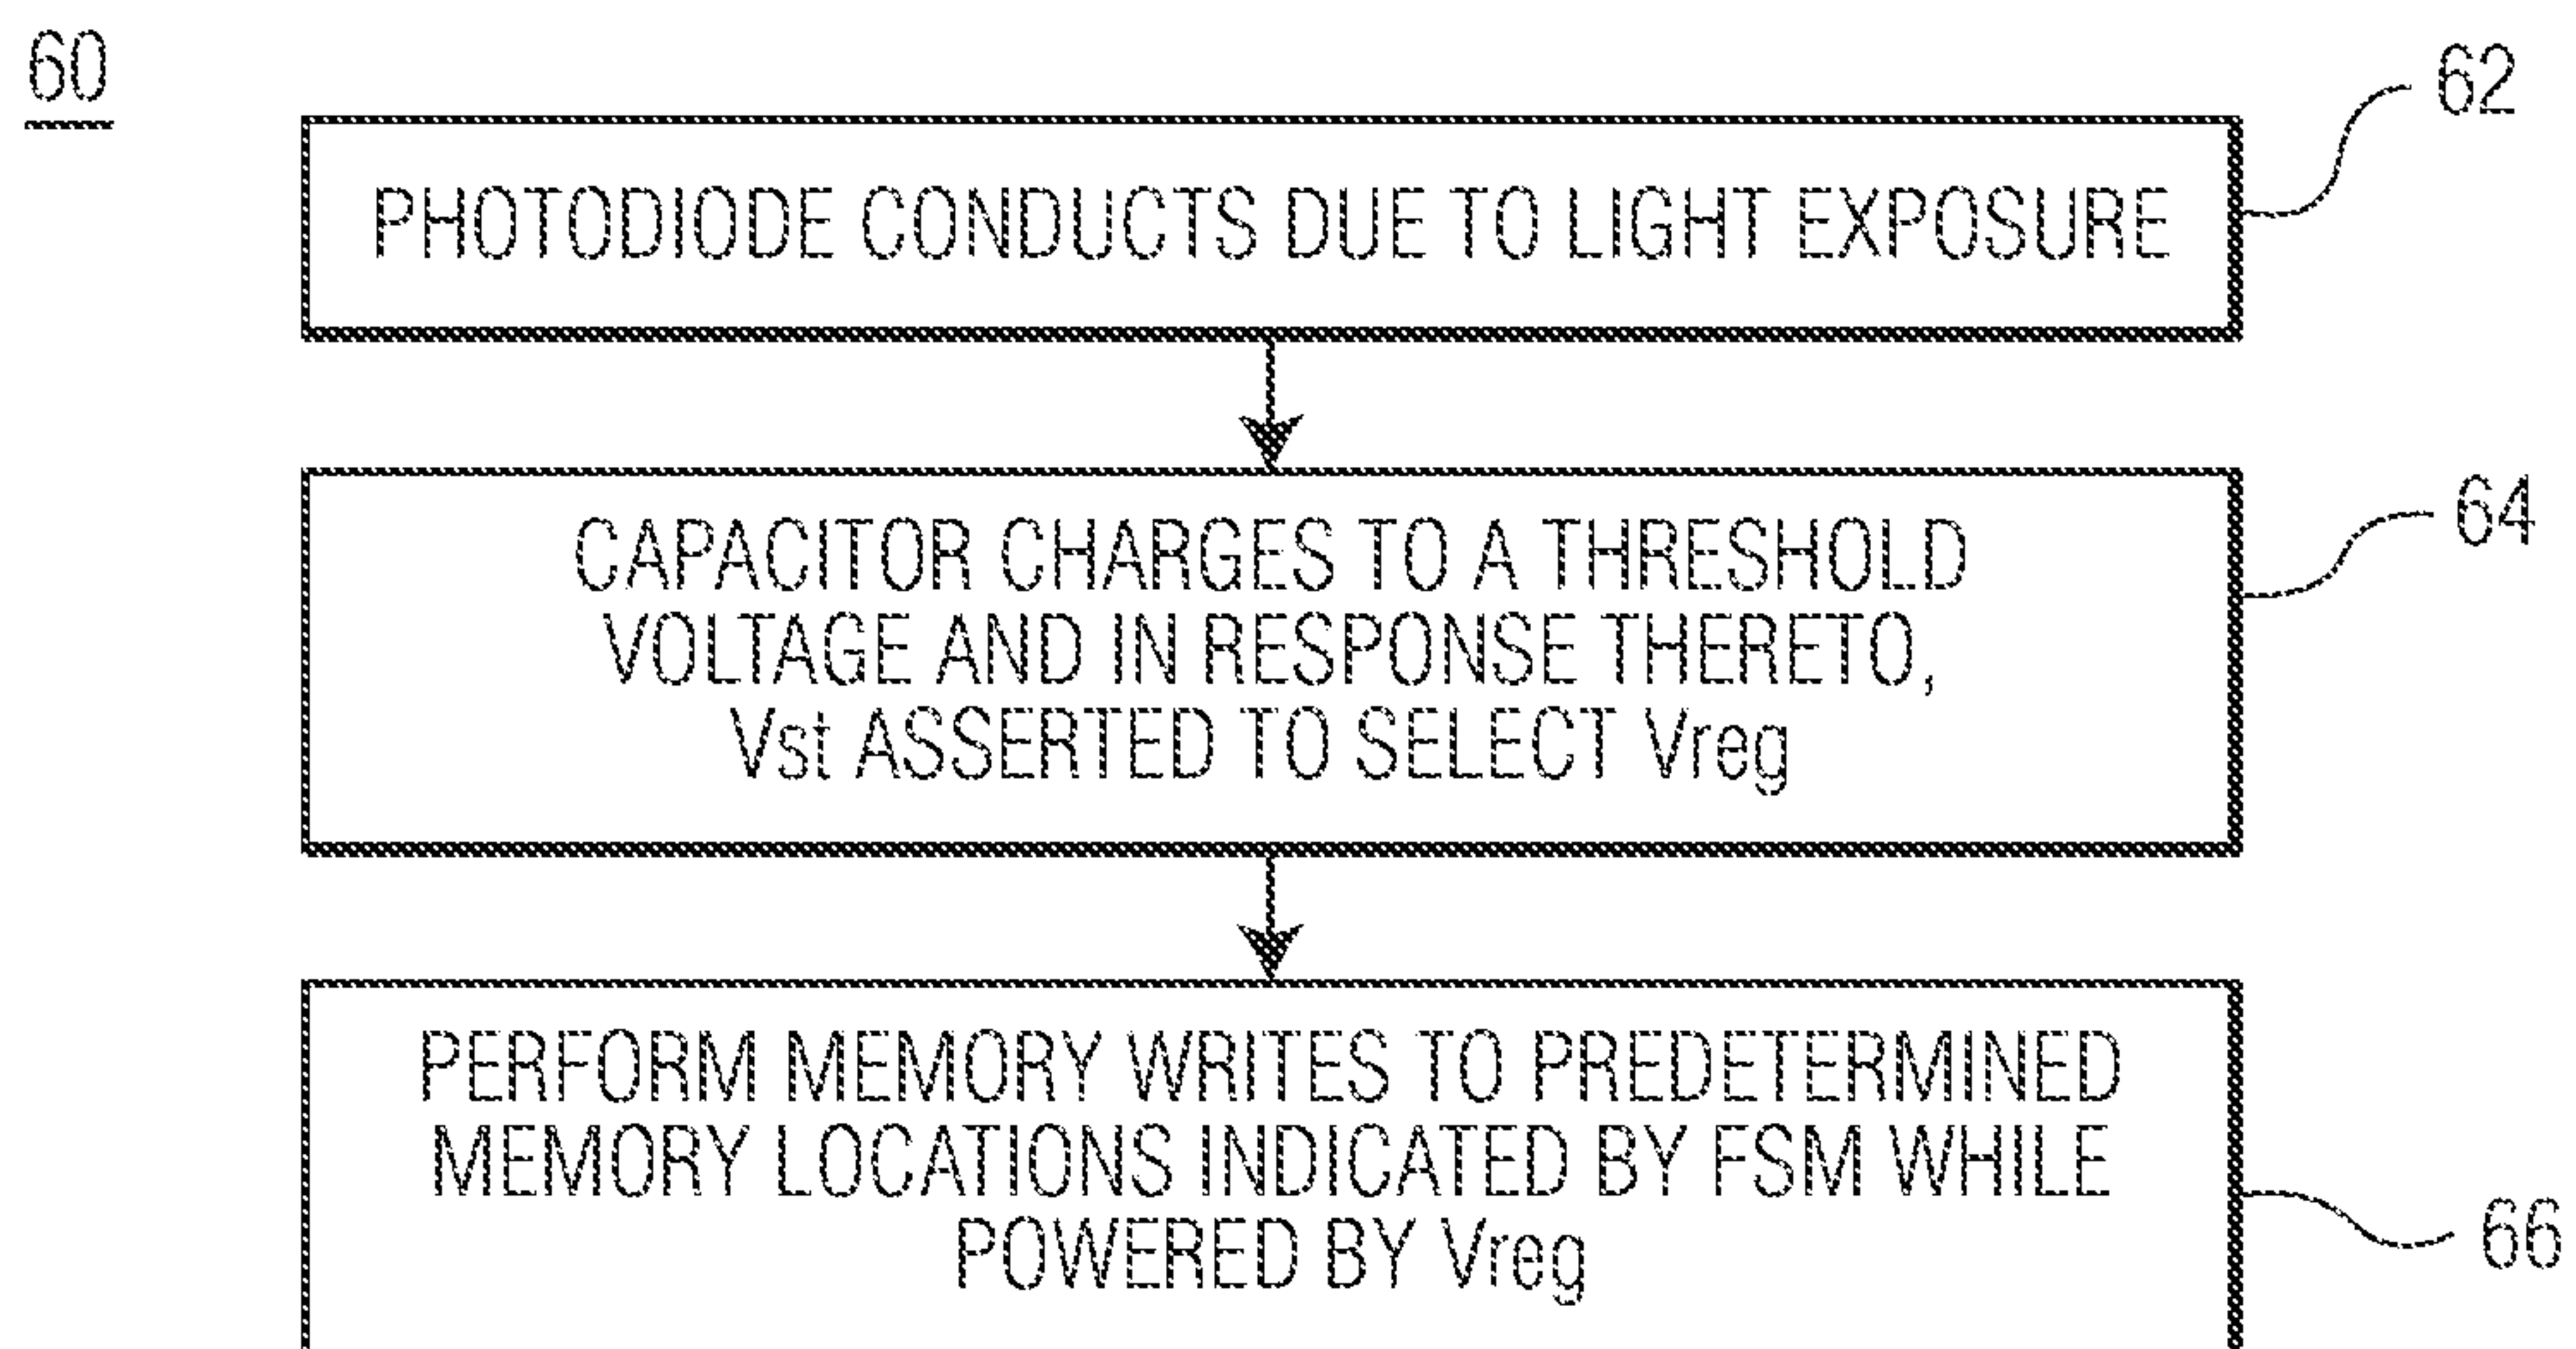 60
62
PHOTODIODE CONDUCTS DUE TO LIGHT EXPOSURE
64
CAPACITOR CHARGES TO A THRESHOLD
VOLTAGE AND IN RESPONSE THERETO,
Vst ASSERTED TO SELECT Vreg
PERFORM MEMORY WRITES TO PREDETERMINED
MEMORY LOCATIONS INDICATED BY FSM WHILE
POWERED BY Vreg
66